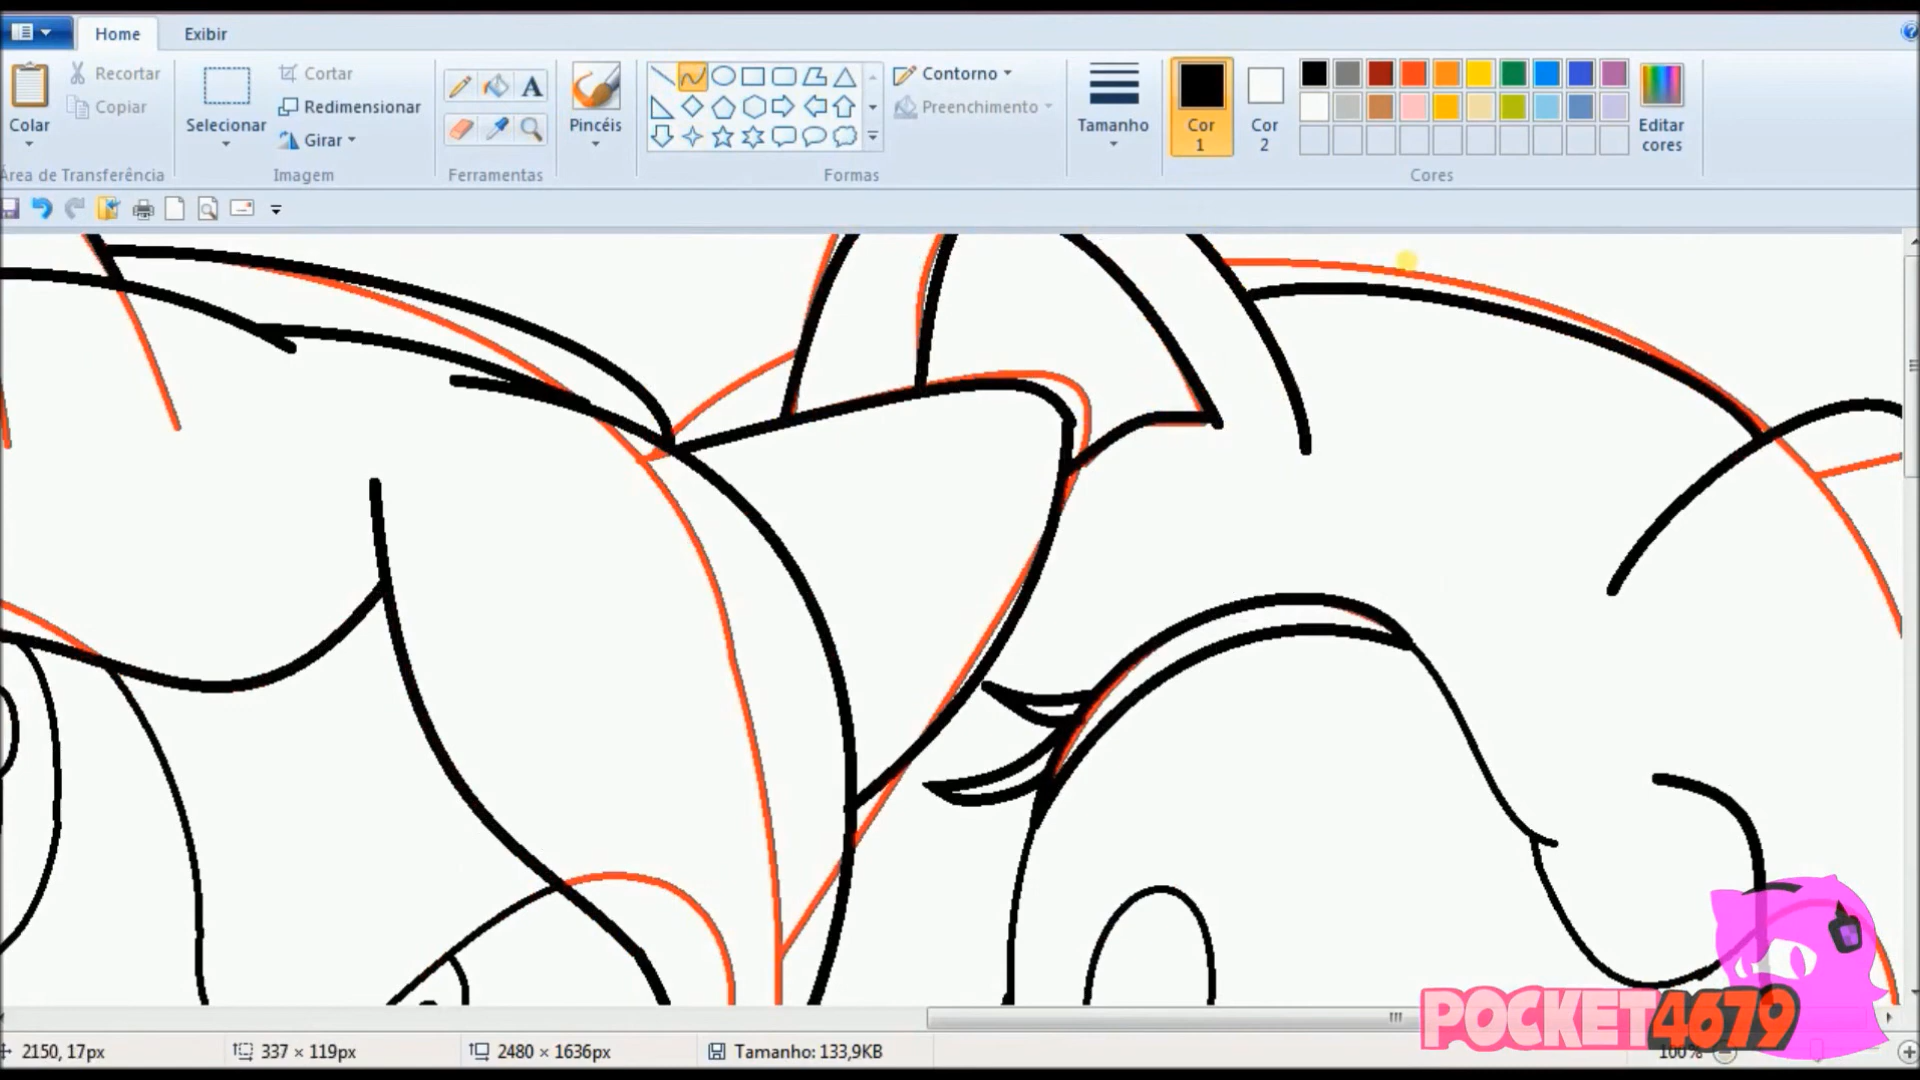 Home
Exibir
Colar
Recortar
Copiar
Área de Transferência
Selecionar
Cortar
Redimensionar
Girar
Imagem
A
Ferramentas
Pincéis
Formas
Contorno
Preenchimento
Tamanho
Cor
1
Cor
2
Cores
Editar
cores
2150, 17px
337 × 119px
2480 × 1636px
Tamanho: 133,9KB
100%
POCKET4679